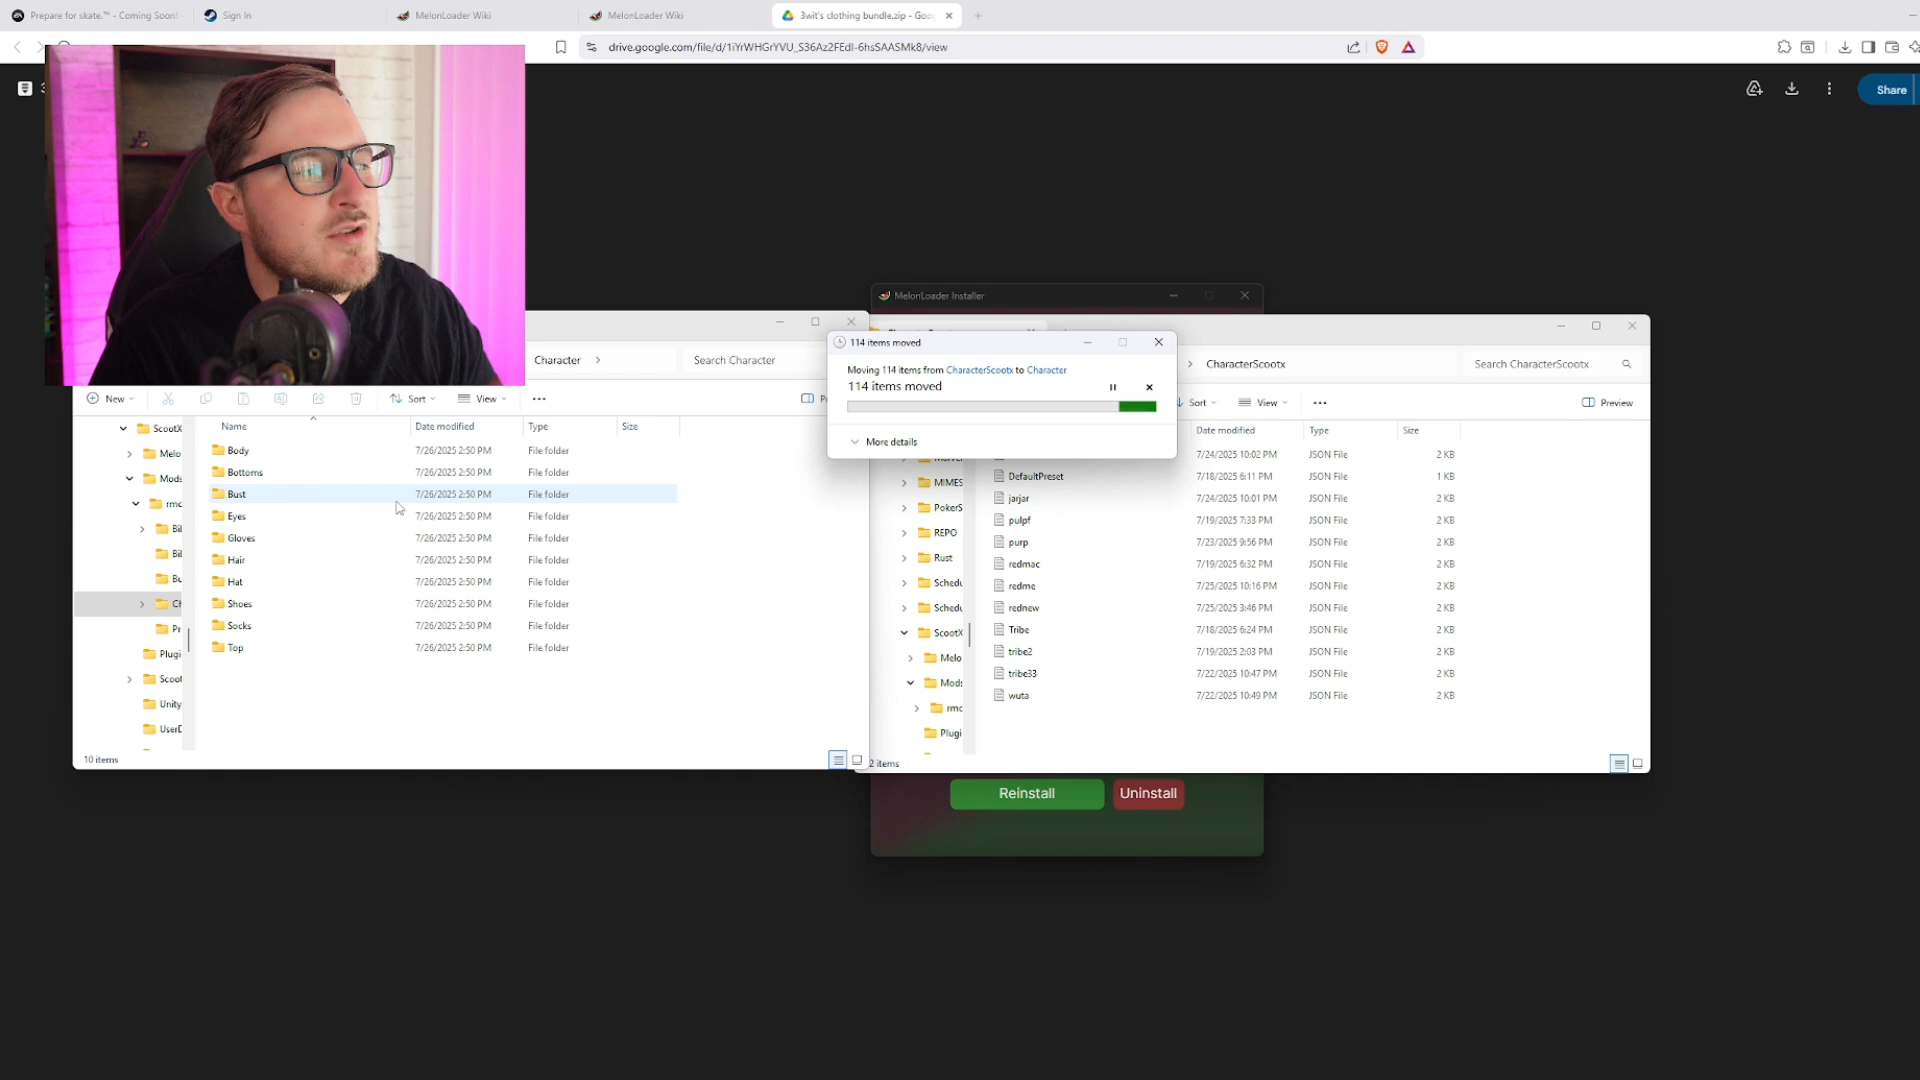 Prepare for skate.™ - Coming Soon!
Sign In
MelonLoader Wiki
MelonLoader Wiki
3wit's clothing bundle.zip - Goo
drive.google.com/file/d/1iYrWHGrYVU_S36Az2FEdI-6hsSAASMk8/view
Share
MelonLoader Installer
Character
Search Character
New
Sort
View
Name
Date modified
Type
Size
ScootX
Melo
Mods
rmc
Plugi
Scoot
Unity
UserD
Body 7/26/2025 2:50 PM File folder
Bottoms 7/26/2025 2:50 PM File folder
Bust 7/26/2025 2:50 PM File folder
Eyes 7/26/2025 2:50 PM File folder
Gloves 7/26/2025 2:50 PM File folder
Hair 7/26/2025 2:50 PM File folder
Hat 7/26/2025 2:50 PM File folder
Shoes 7/26/2025 2:50 PM File folder
Socks 7/26/2025 2:50 PM File folder
Top 7/26/2025 2:50 PM File folder
10 items
114 items moved
Moving 114 items from CharacterScootx to Character
114 items moved
More details
CharacterScootx
Search CharacterScootx
Sort
View
Preview
Date modified
Type
Size
MIMES
PokerS
REPO
Rust
Schedu
Schedu
ScootX
Melo
Mods
rmc
Plugi
7/24/2025 10:02 PM JSON File 2 KB
DefaultPreset 7/18/2025 6:11 PM JSON File 1 KB
jarjar 7/24/2025 10:01 PM JSON File 2 KB
pulpf 7/19/2025 7:33 PM JSON File 2 KB
purp 7/23/2025 9:56 PM JSON File 2 KB
redmac 7/19/2025 6:32 PM JSON File 2 KB
redme 7/25/2025 10:16 PM JSON File 2 KB
rednew 7/25/2025 3:46 PM JSON File 2 KB
Tribe 7/18/2025 6:24 PM JSON File 2 KB
tribe2 7/19/2025 2:03 PM JSON File 2 KB
tribe33 7/22/2025 10:47 PM JSON File 2 KB
wuta 7/22/2025 10:49 PM JSON File 2 KB
2 items
Reinstall
Uninstall